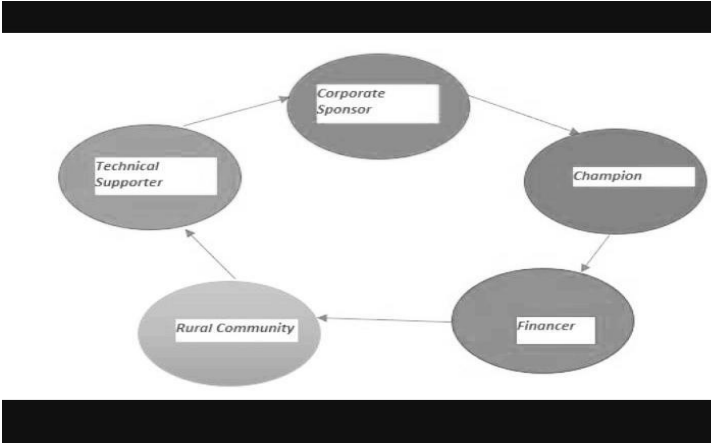 Corporate
Sponsor
Technical
Supporter
Champion
Rural Community
Financer